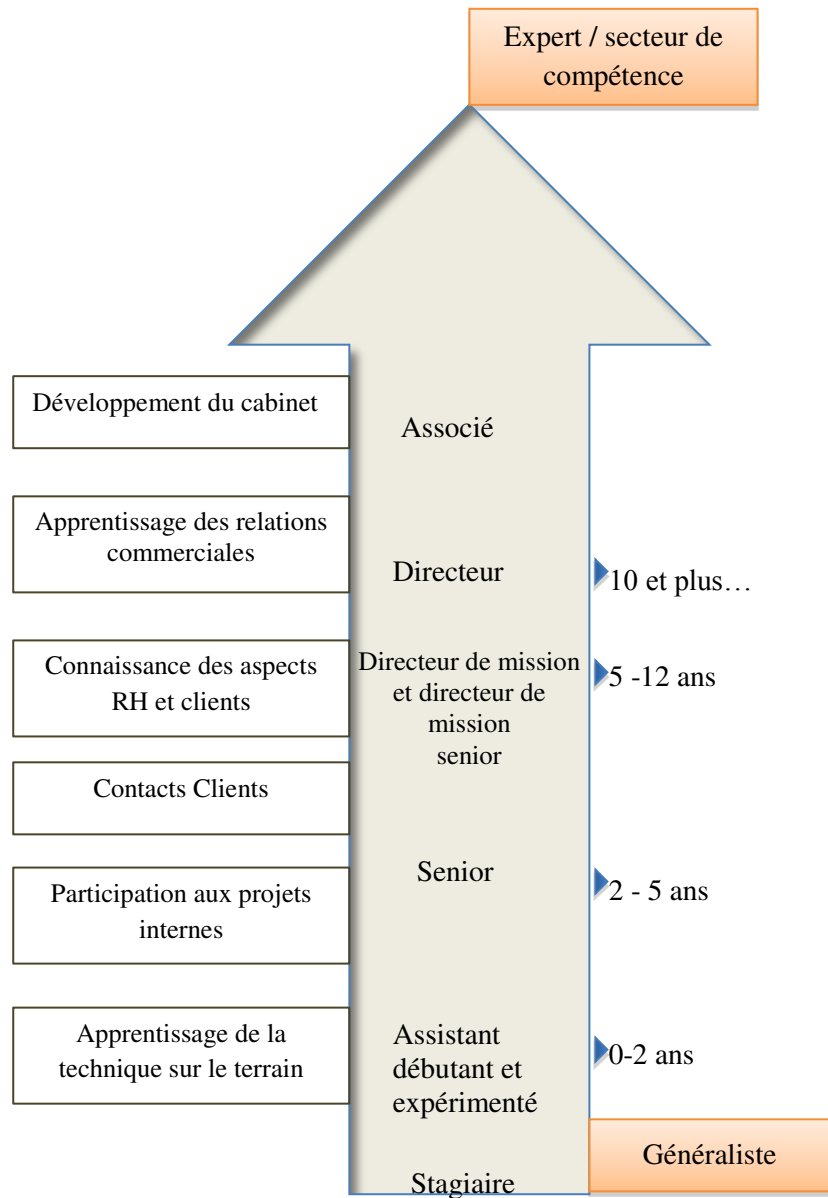 Expert / secteur de
compétence
Développement du cabinet
Associé
Apprentissage des relations
commerciales
Directeur
10 et plus…
Connaissance des aspects
RH et clients
Directeur de mission
et directeur de
mission
senior
5 -12 ans
Contacts Clients
Senior
2 - 5 ans
Participation aux projets
internes
Apprentissage de la
technique sur le terrain
Assistant
débutant et
expérimenté
0-2 ans
Généraliste
Stagiaire